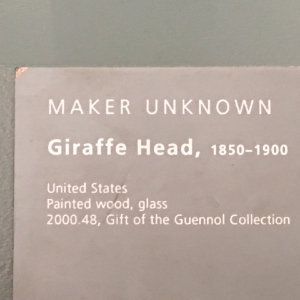 MAKER UNKNOWN
Giraffe Head, 1850–1900
United States
Painted wood, glass
2000.48, Gift of the Guennol Collection